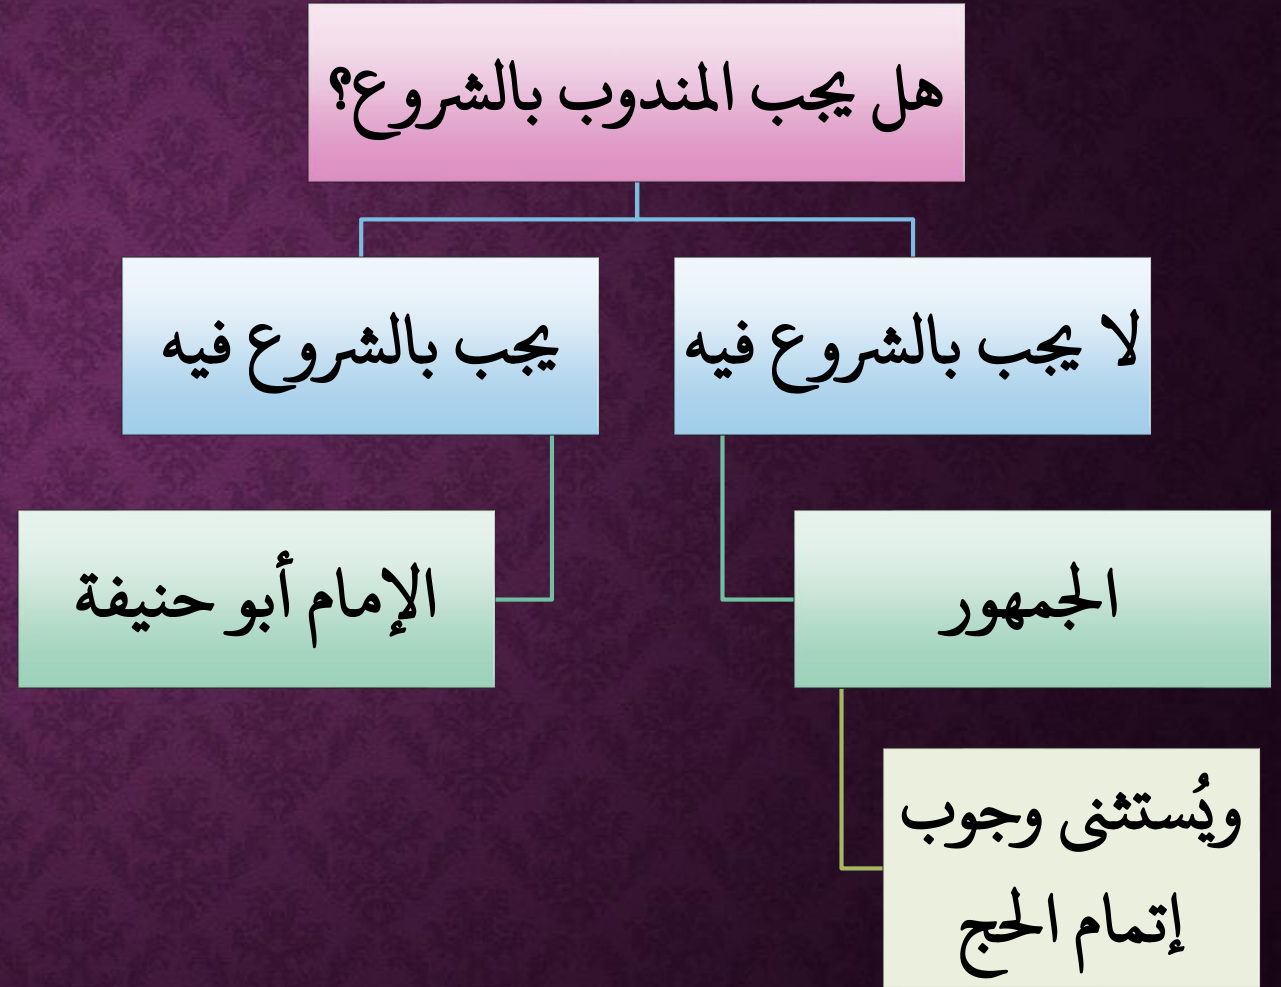 هل يجب المندوب بالشروع؟
لا يجب بالشروع فيه
يجب بالشروع فيه
الجمهور
الإمام أبو حنيفة
ويُستثنى وجوب
إتمام الحج